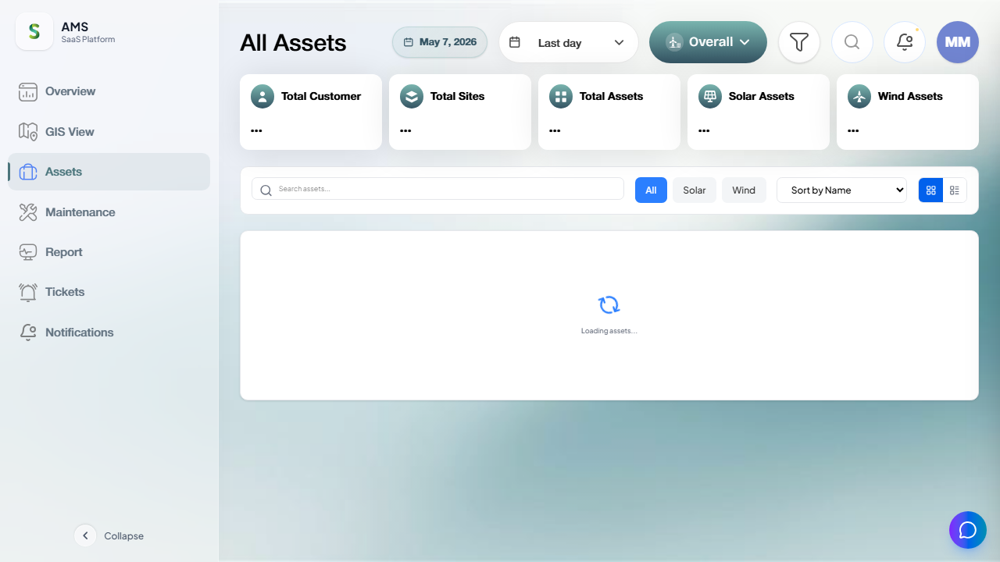 S
AMS
SaaS Platform
Overview
GIS View
Assets
Maintenance
Report
Tickets
Notifications
Collapse
All Assets
May 7, 2026
Last day
Overall
MM
Total Customer
...
Total Sites
...
Total Assets
...
Solar Assets
...
Wind Assets
...
Search assets...
All
Solar
Wind
Sort by Name
Loading assets...